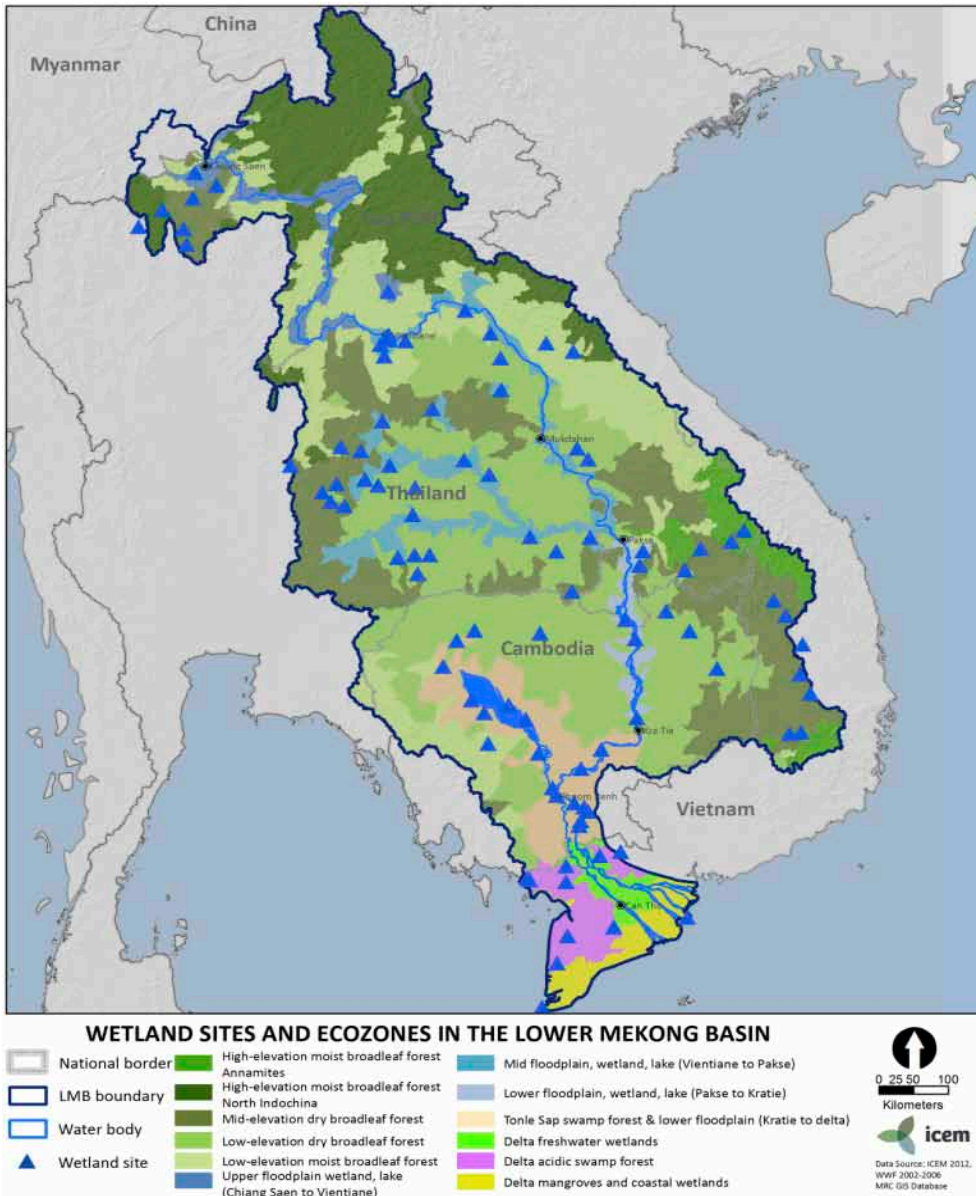 China
Myanmar
Mukdahan
Thailand
Pakse
Cambodia
Vietnam
WETLAND SITES AND ECOZONES IN THE LOWER MEKONG BASIN
National border
LMB boundary
Water body
Wetland site
High-elevation moist broadleaf forest
Annamites
High-elevation moist broadleaf forest
North Indochina
Mid-elevation dry broadleaf forest
Low-elevation dry broadleaf forest
Low-elevation moist broadleaf forest
Upper floodplain wetland, lake
(Chiang Saen to Vientiane)
Mid floodplain, wetland, lake (Vientiane to Pakse)
Lower floodplain, wetland, lake (Pakse to Kratie)
Tonle Sap swamp forest & lower floodplain (Kratie to delta)
Delta freshwater wetlands
Delta acidic swamp forest
Delta mangroves and coastal wetlands
0 25 50 100
Kilometers
icem
Data Source: ICEM 2012,
WWF 2002-2006
MRC GIS Database